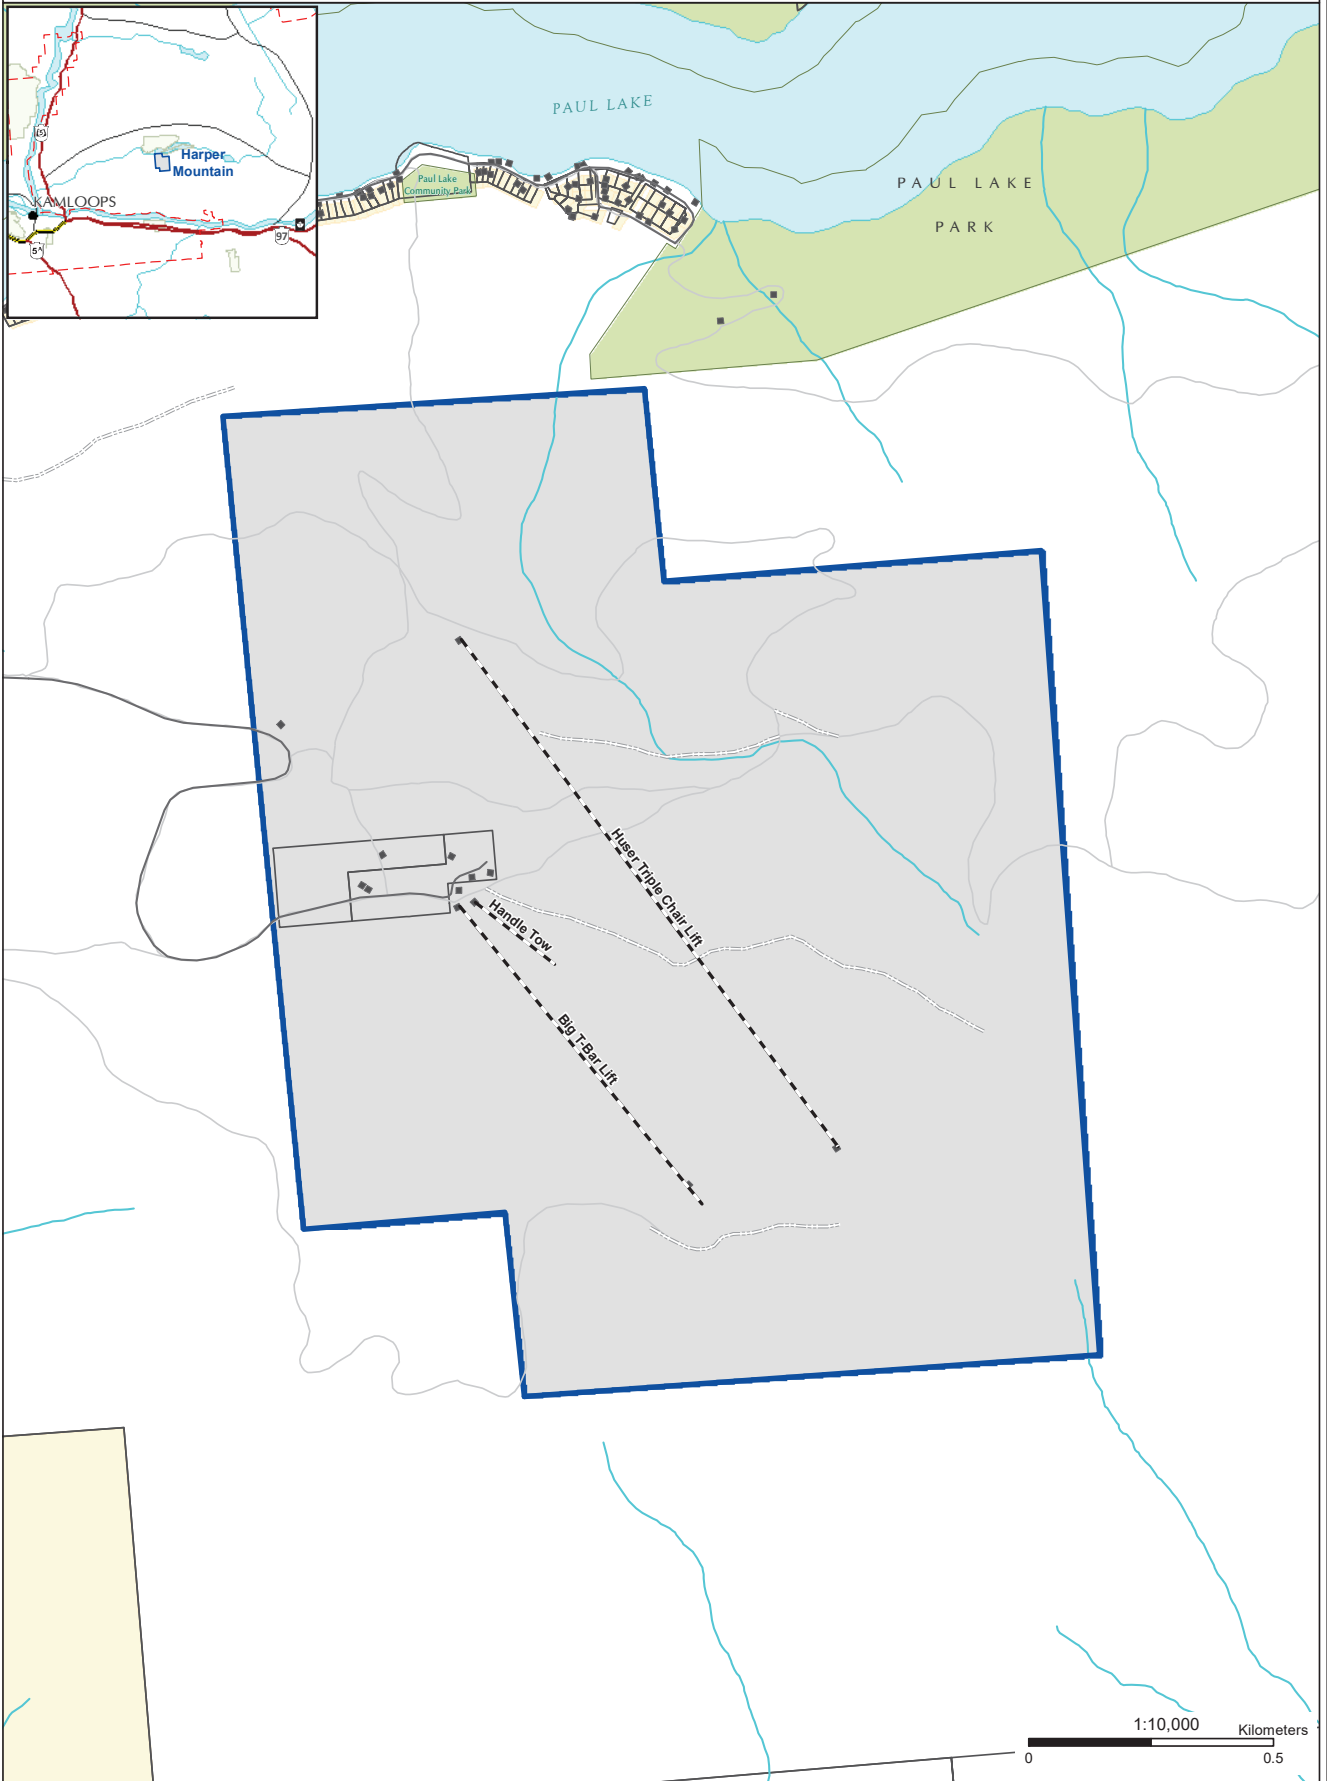 PAUL LAKE
Harper
Mountain
KAMLOOPS
5
97
5A
Paul Lake
Community Park
PAUL LAKE
PARK
Huser Triple Chair Lift
Handle Tow
Big T-Bar Lift
1:10,000
Kilometers
0
0.5